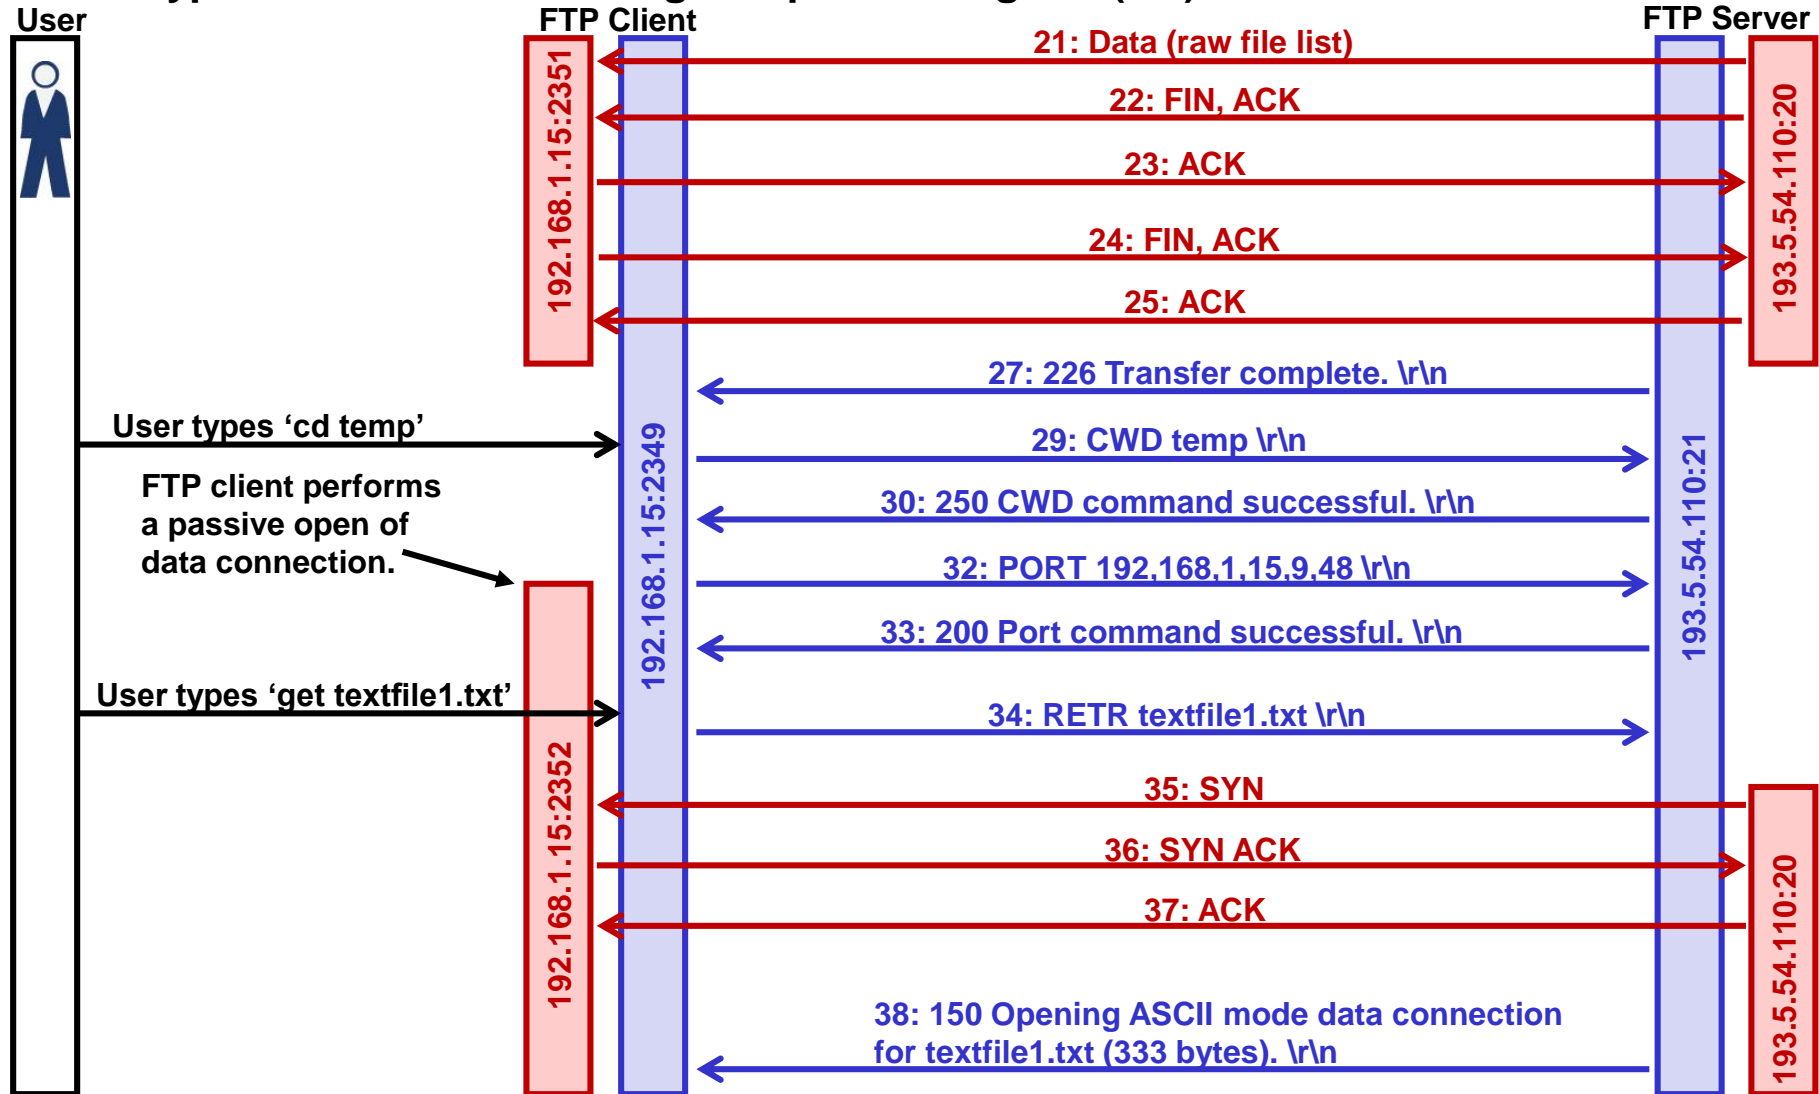 User
FTP Client
FTP Server
21: Data (raw file list)
22: FIN, ACK
23: ACK
24: FIN, ACK
25: ACK
192.168.1.15:2351
193.5.54.110:20
27: 226 Transfer complete. \r\n
User types ‘cd temp’
29: CWD temp \r\n
FTP client performs
a passive open of
data connection.
30: 250 CWD command successful. \r\n
192.168.1.15:2349
193.5.54.110:21
32: PORT 192,168,1,15,9,48 \r\n
33: 200 Port command successful. \r\n
User types ‘get textfile1.txt’
34: RETR textfile1.txt \r\n
35: SYN
36: SYN ACK
37: ACK
192.168.1.15:2352
193.5.54.110:20
38: 150 Opening ASCII mode data connection
for textfile1.txt (333 bytes). \r\n